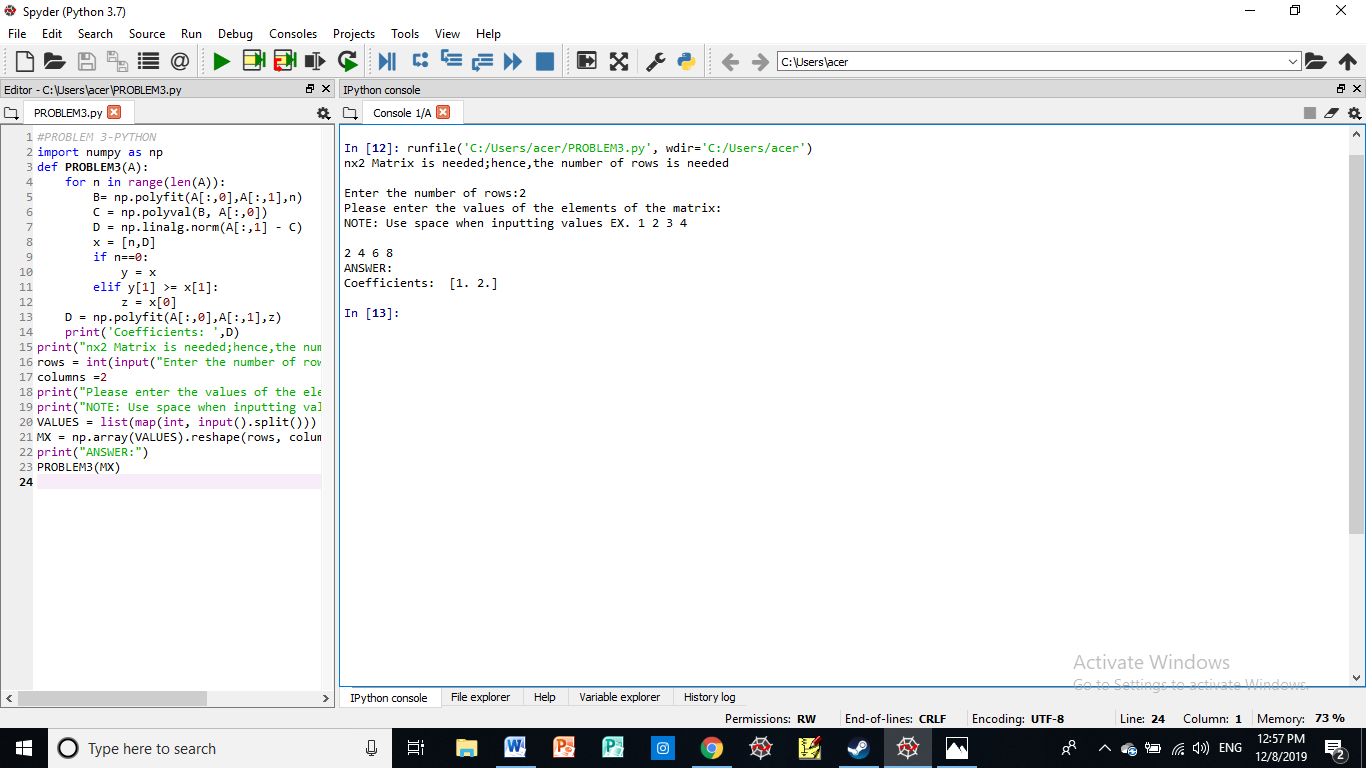 Spyder (Python 3.7)
File Edit Search Source Run Debug Consoles Projects Tools View Help
C:\Users\acer
Editor - C:\Users\acer\PROBLEM3.py
PROBLEM3.py
1 #PROBLEM 3-PYTHON
2 import numpy as np
3 def PROBLEM3(A):
4     for n in range(len(A)):
5         B= np.polyfit(A[:,0],A[:,1],n)
6         C = np.polyval(B, A[:,0])
7         D = np.linalg.norm(A[:,1] - C)
8         x = [n,D]
9         if n==0:
10             y = x
11         elif y[1] >= x[1]:
12             z = x[0]
13     D = np.polyfit(A[:,0],A[:,1],z)
14     print('Coefficients: ',D)
15 print("nx2 Matrix is needed;hence,the num
16 rows = int(input("Enter the number of row
17 columns =2
18 print("Please enter the values of the ele
19 print("NOTE: Use space when inputting val
20 VALUES = list(map(int, input().split()))
21 MX = np.array(VALUES).reshape(rows, colum
22 print("ANSWER:")
23 PROBLEM3(MX)
24
IPython console
Console 1/A
In [12]: runfile('C:/Users/acer/PROBLEM3.py', wdir='C:/Users/acer')
nx2 Matrix is needed;hence,the number of rows is needed
Enter the number of rows:2
Please enter the values of the elements of the matrix:
NOTE: Use space when inputting values EX. 1 2 3 4
2 4 6 8
ANSWER:
Coefficients:  [1. 2.]
In [13]:
Activate Windows
Go to Settings to activate Windows.
IPython console File explorer Help Variable explorer History log
Permissions: RW End-of-lines: CRLF Encoding: UTF-8 Line: 24 Column: 1 Memory: 73 %
Type here to search
ENG
12:57 PM
12/8/2019
2